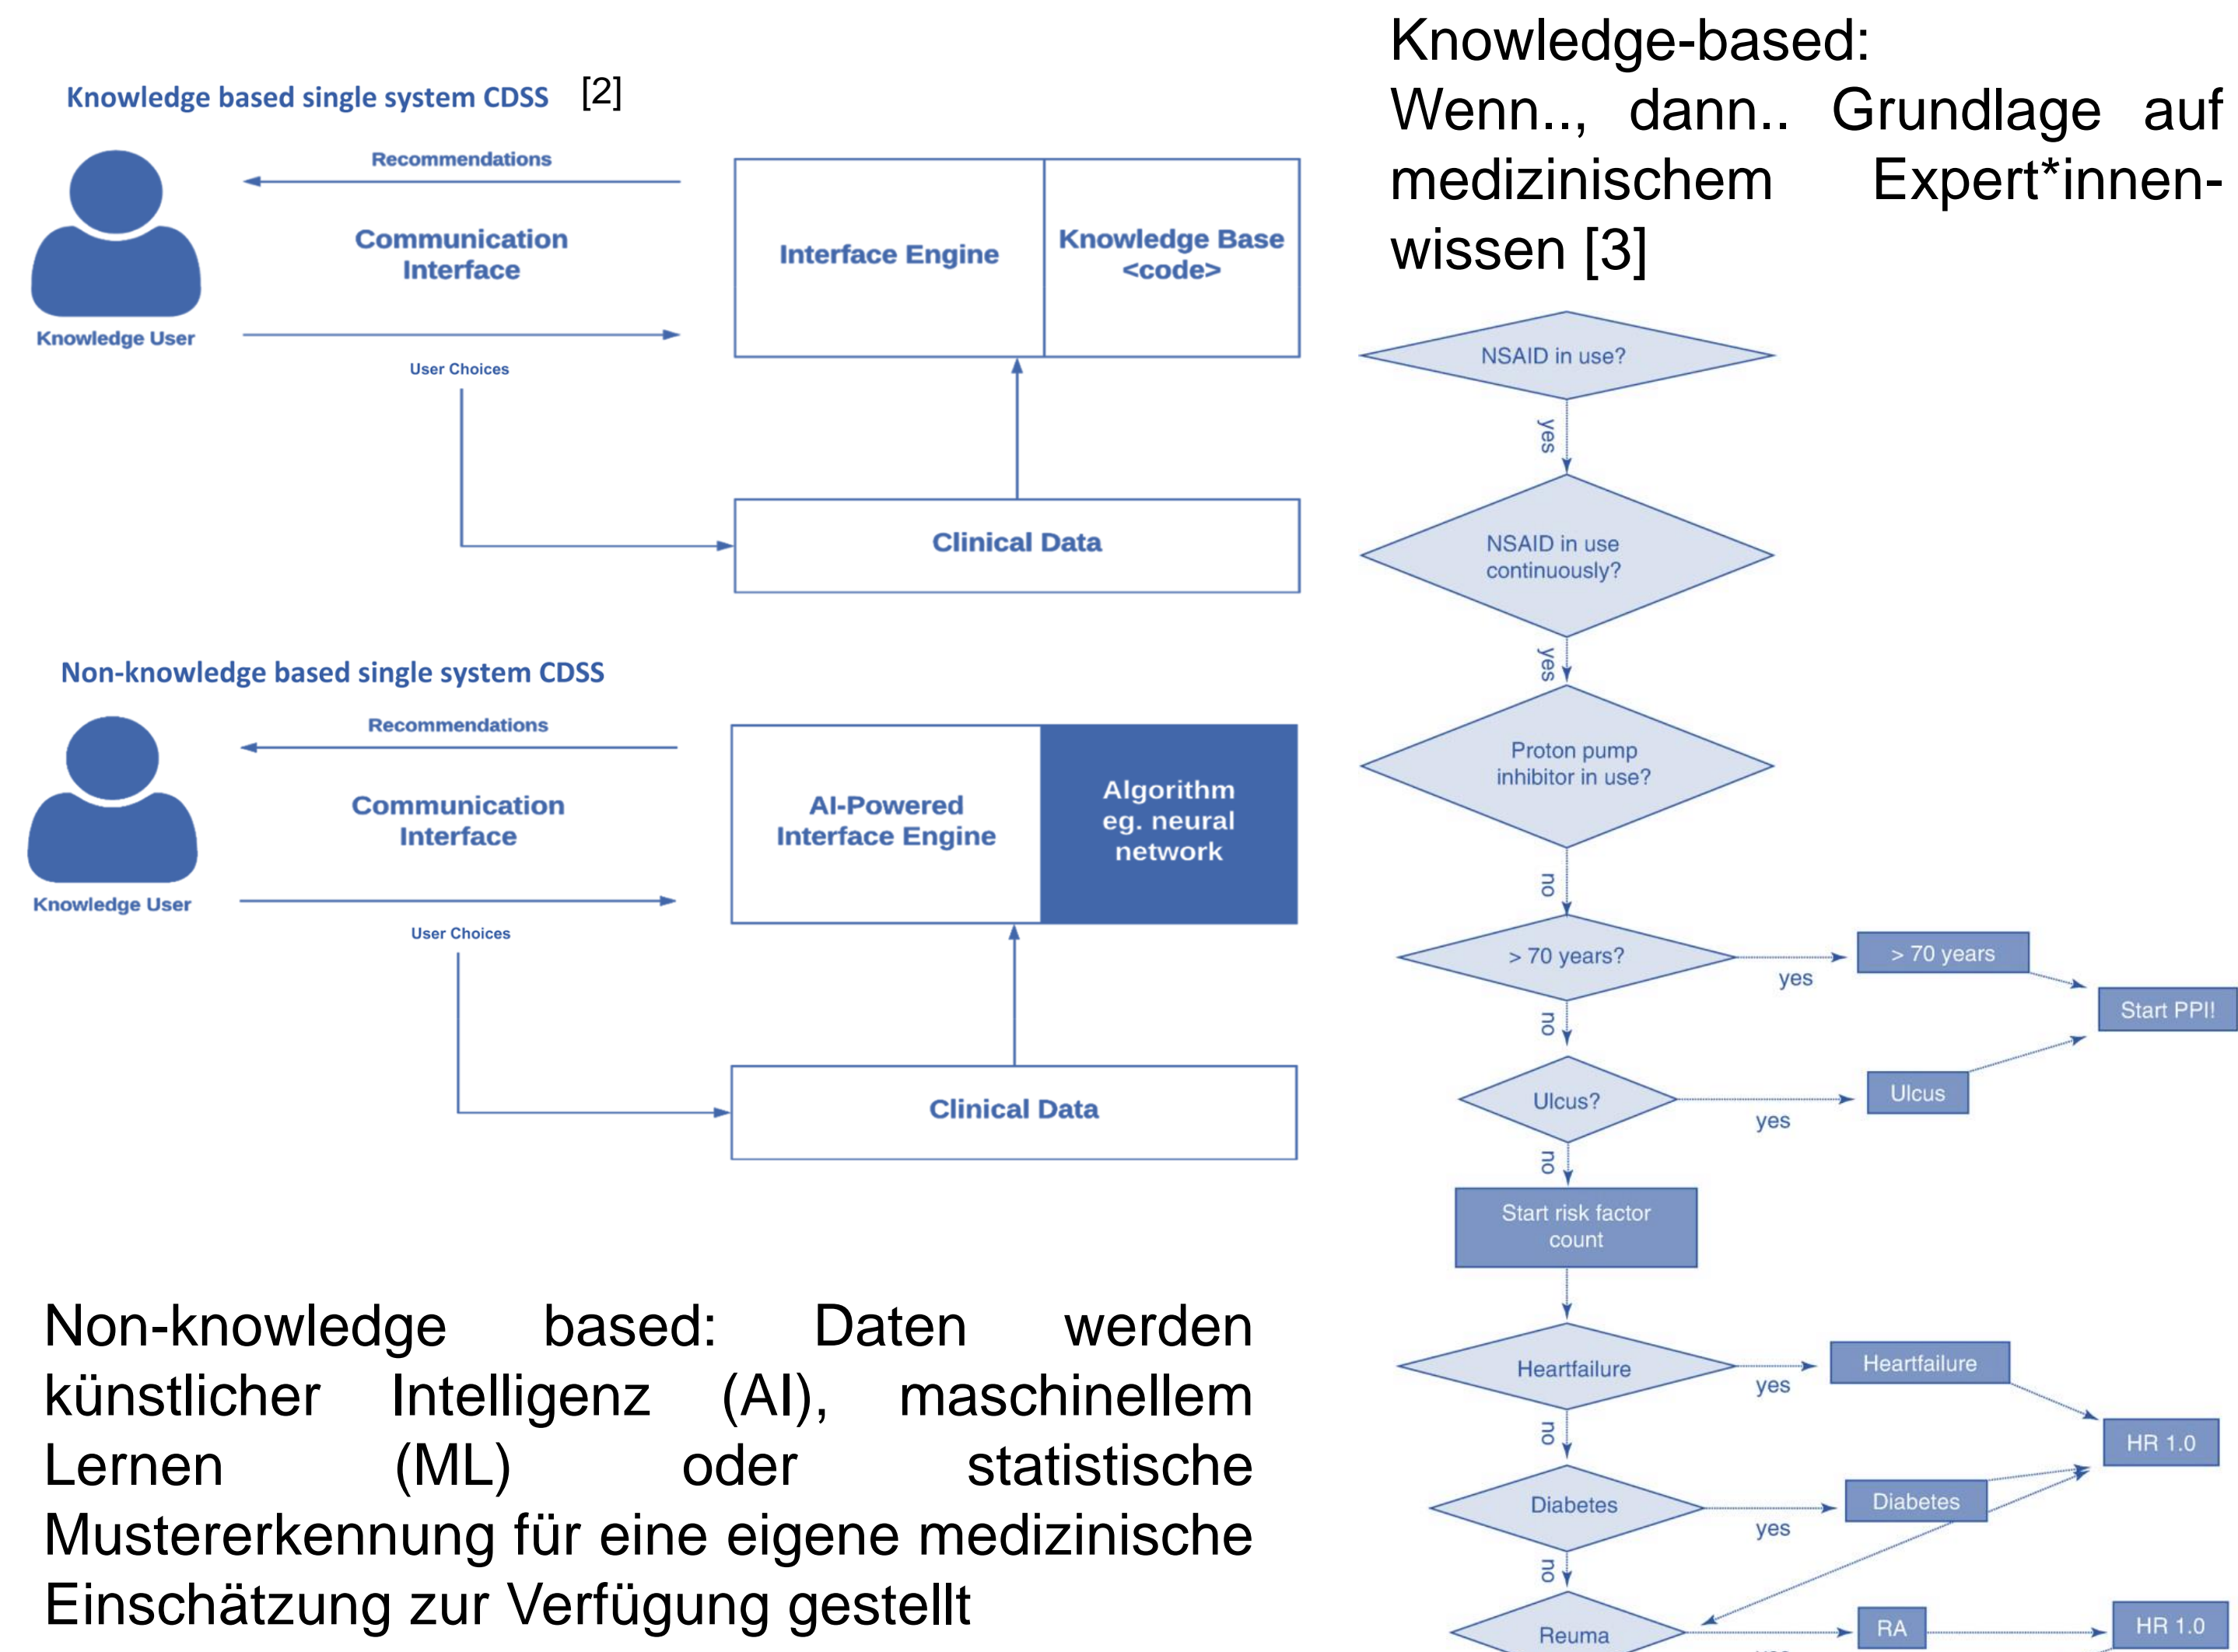 Knowledge based single system CDSS [2]
Recommendations
Communication
Interface
Knowledge User
User Choices
Interface Engine
Knowledge Base
<code>
Clinical Data
Non-knowledge based single system CDSS
Recommendations
Communication
Interface
Knowledge User
User Choices
AI-Powered
Interface Engine
Algorithm
eg. neural
network
Clinical Data
Non-knowledge based: Daten werden
künstlicher Intelligenz (AI), maschinellem
Lernen (ML) oder statistische
Mustererkennung für eine eigene medizinische
Einschätzung zur Verfügung gestellt
Knowledge-based:
Wenn.., dann.. Grundlage auf
medizinischem Expert*innen-
wissen [3]
NSAID in use?
yes
NSAID in use
continuously?
yes
Proton pump
inhibitor in use?
no
> 70 years?
yes
> 70 years
Start PPI!
no
Ulcus?
yes
Ulcus
no
Start risk factor
count
Heartfailure
yes
Heartfailure
HR 1.0
no
Diabetes
yes
Diabetes
no
Reuma
RA
HR 1.0